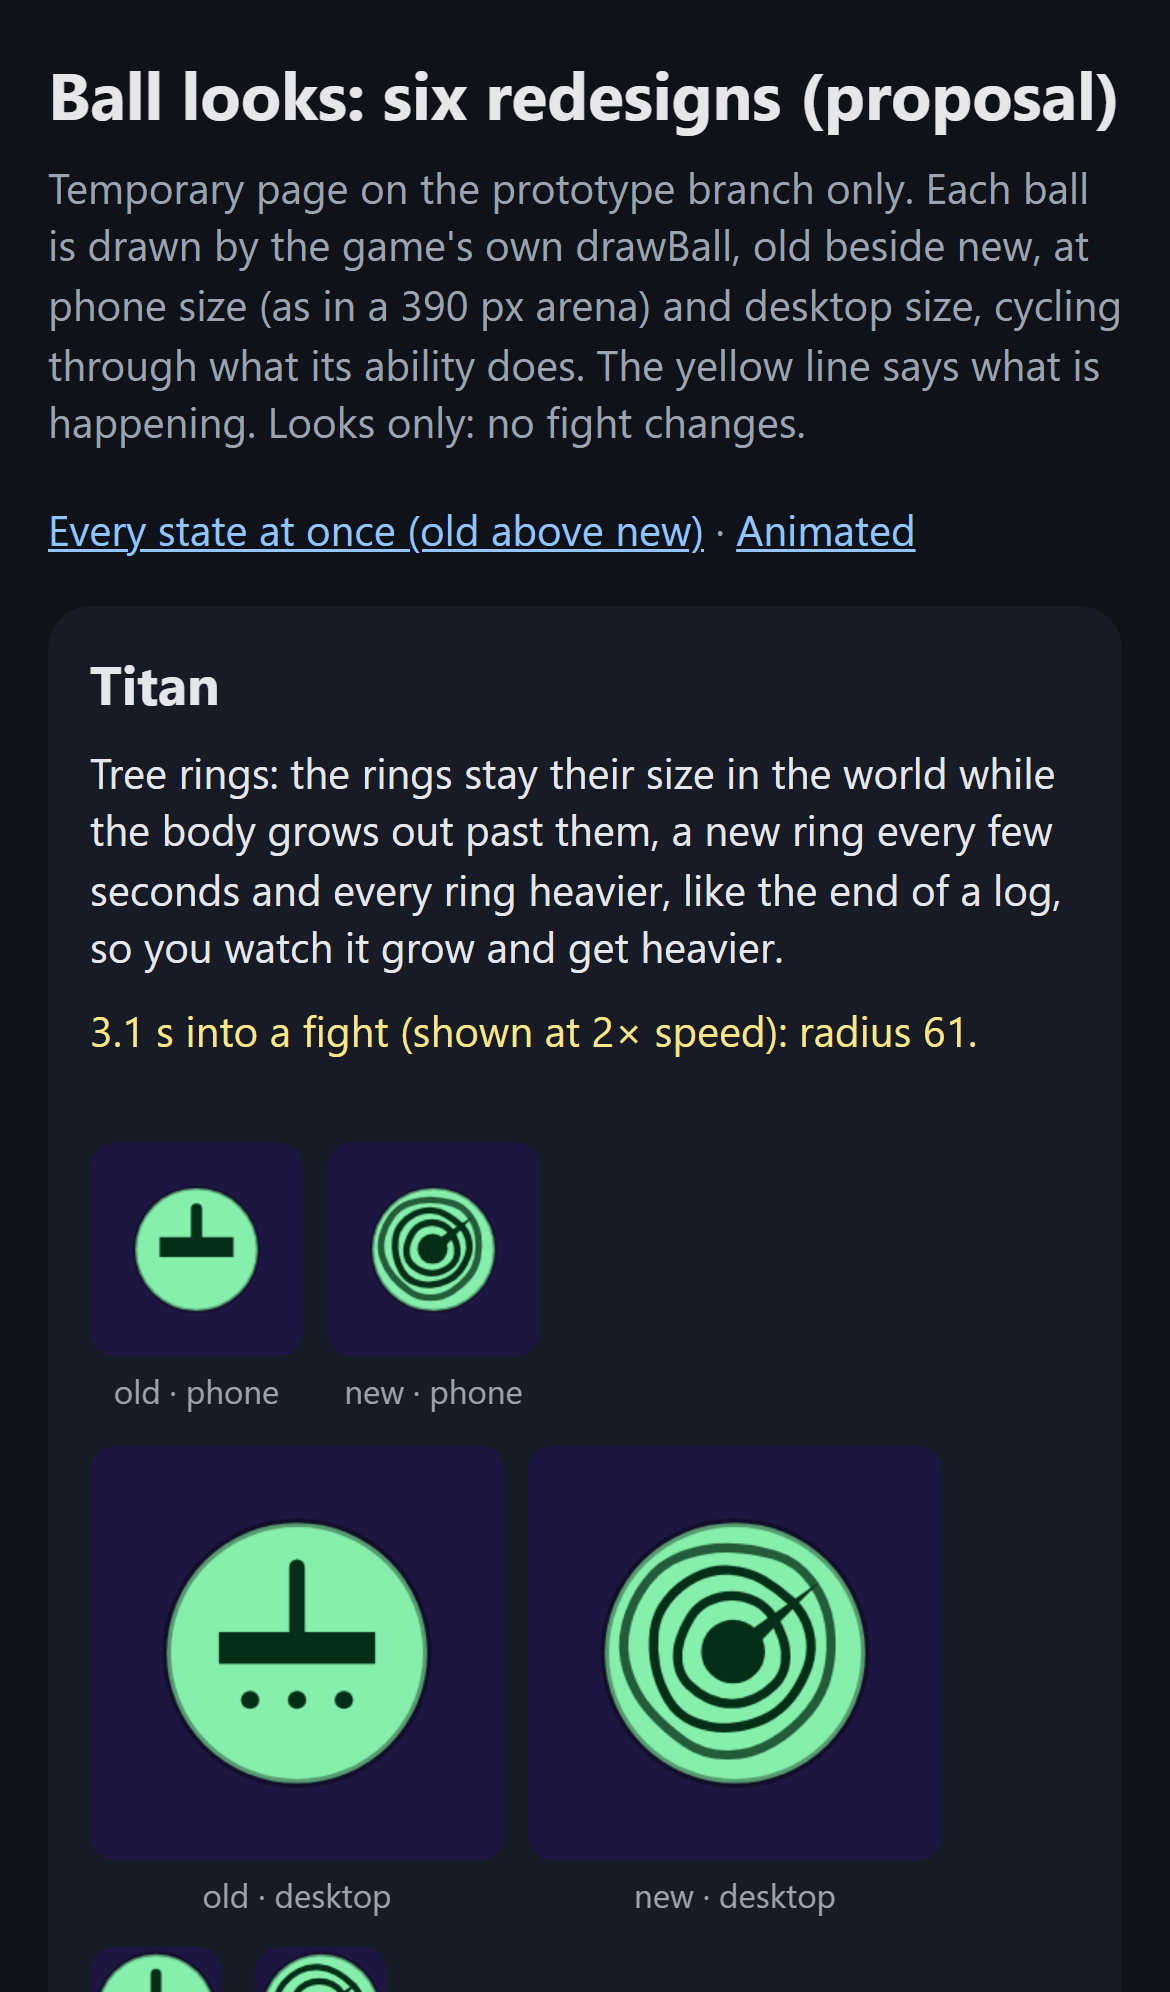 Ball looks: six redesigns (proposal)
Temporary page on the prototype branch only. Each ball
is drawn by the game's own drawBall, old beside new, at
phone size (as in a 390 px arena) and desktop size, cycling
through what its ability does. The yellow line says what is
happening. Looks only: no fight changes.
Every state at once (old above new) · Animated
Titan
Tree rings: the rings stay their size in the world while
the body grows out past them, a new ring every few
seconds and every ring heavier, like the end of a log,
so you watch it grow and get heavier.
3.1 s into a fight (shown at 2× speed): radius 61.
old · phone new · phone
old · desktop new · desktop